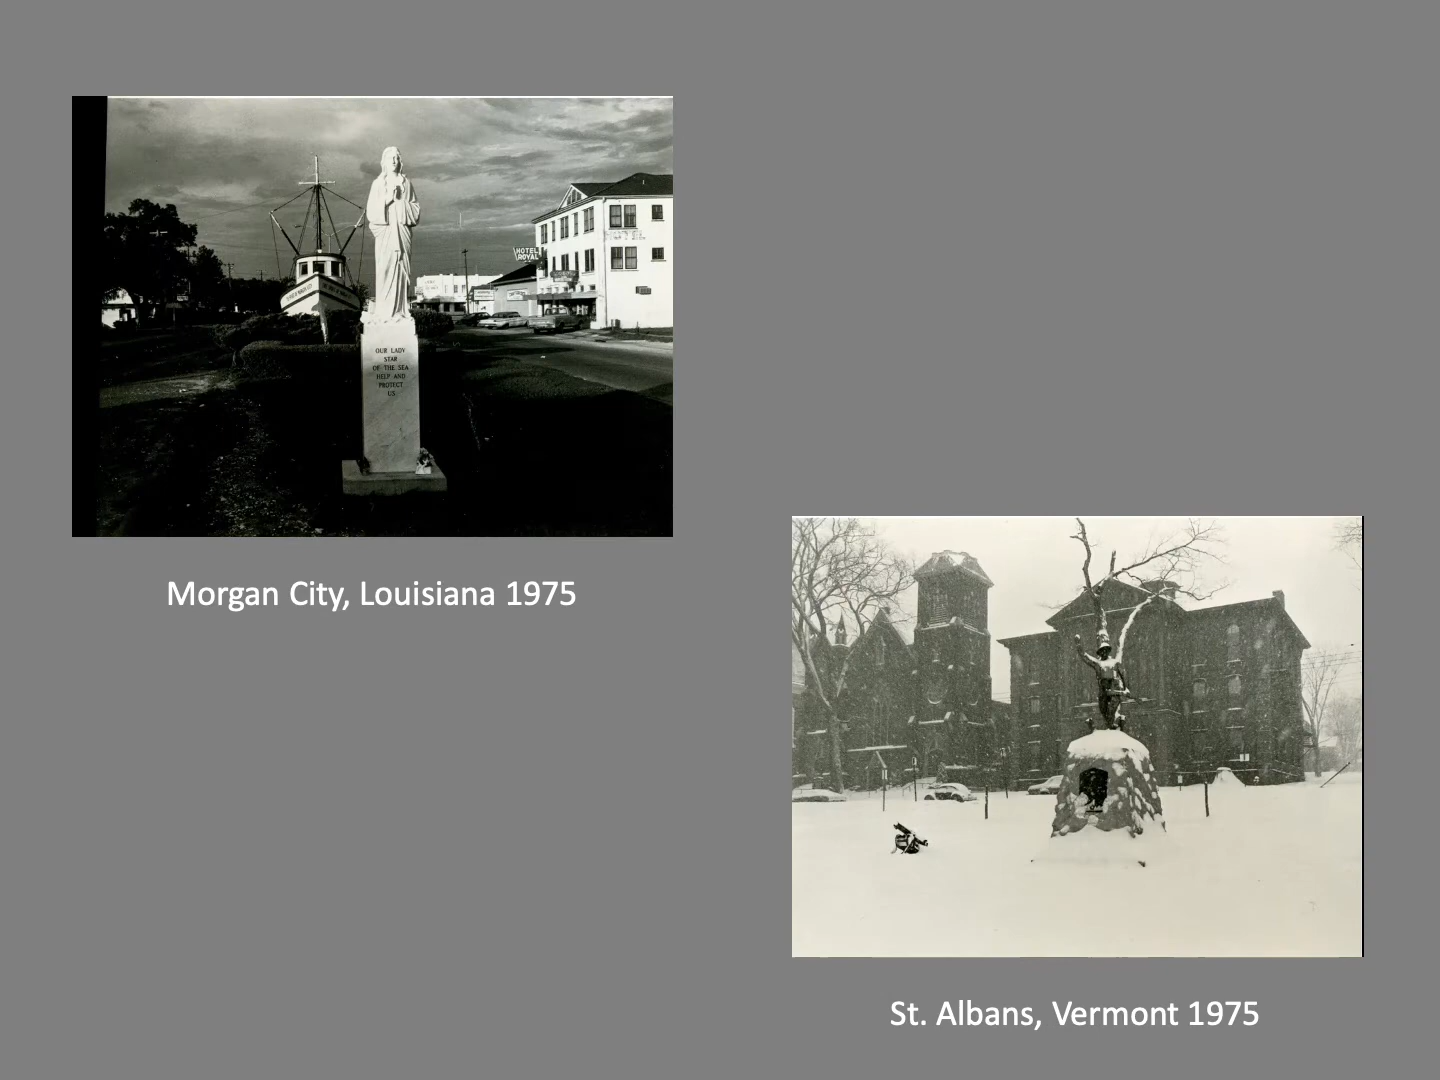 HOTEL
ROYAL
HOTEL
OUR LADY
STAR
OF THE SEA
HELP AND
PROTECT
US
Morgan City, Louisiana 1975
St. Albans, Vermont 1975